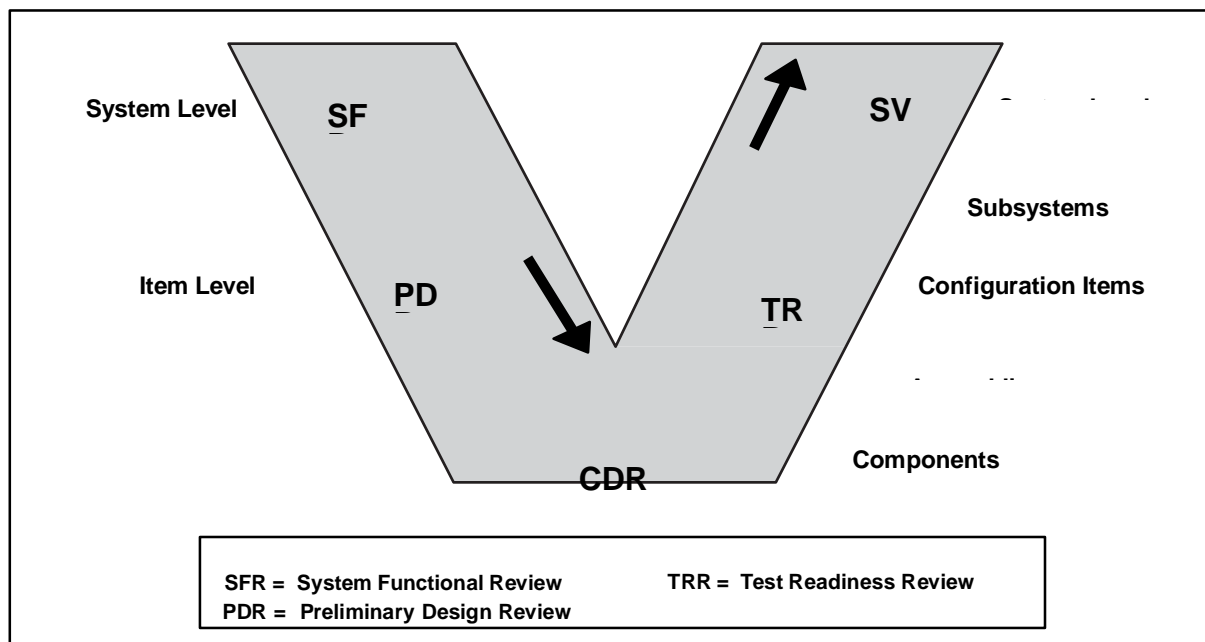 System Level
SF
SV
Subsystems
Item Level
PD
TR
Configuration Items
CDR
Components
SFR = System Functional Review
TRR = Test Readiness Review
PDR = Preliminary Design Review